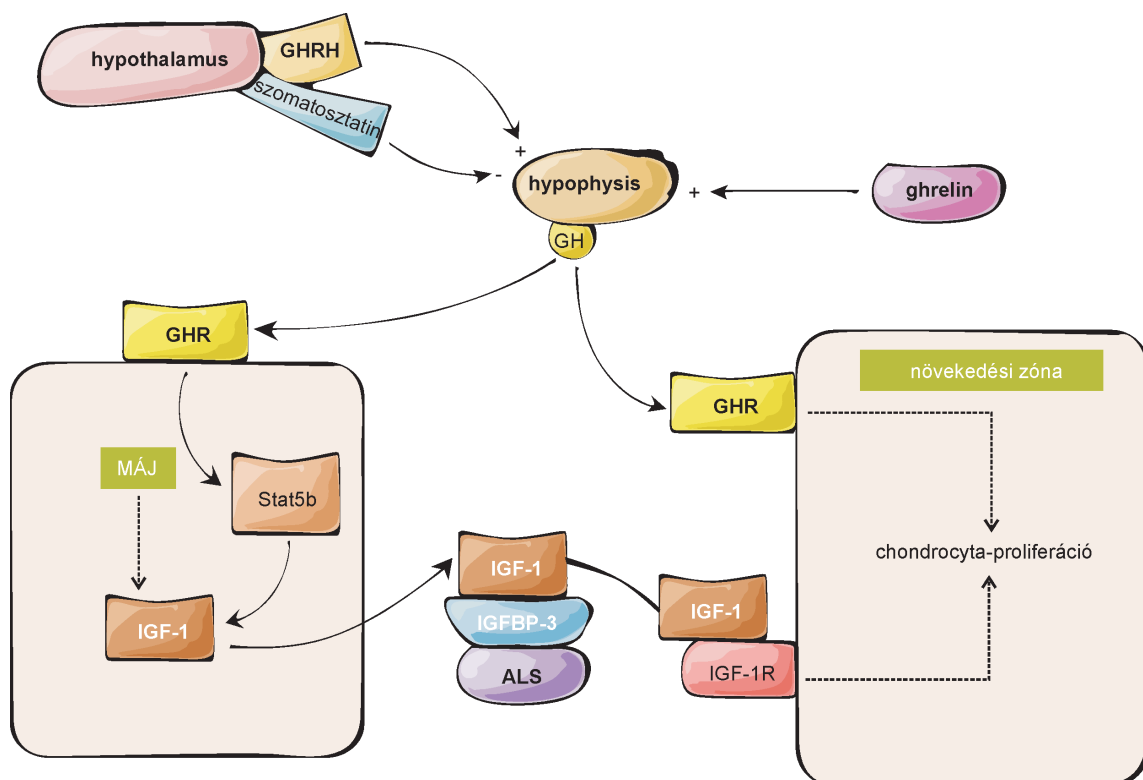 hypothalamus
GHRH
szomatosztatin
+
-
hypophysis
+
ghrelin
GH
GHR
növekedési zóna
GHR
MÁJ
Stat5b
chondrocyta-proliferáció
IGF-1
IGF-1
IGF-1
IGFBP-3
IGF-1R
ALS